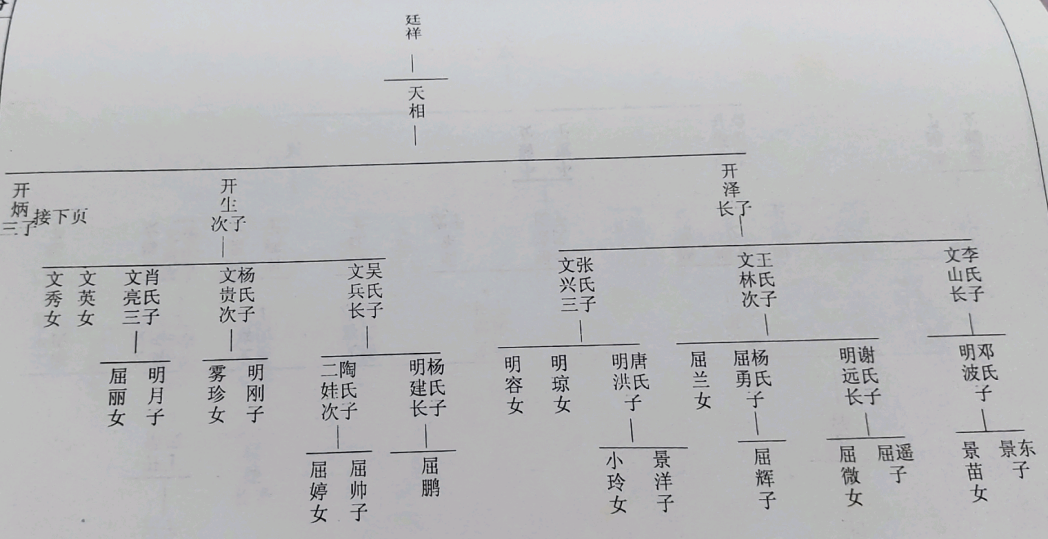 廷祥
天相
开炳三子
接下页
开生次子
开泽长子
文秀女
文英女
文亮三
肖氏子
文贵次
杨氏子
文兵长
吴氏子
文兴三
张氏子
文林次
王氏子
文山长
李氏子
屈丽女
明月子
雾珍女
明刚子
二娃次
陶氏子
明建长
杨氏子
明容女
明琼女
明洪
唐氏子
屈兰女
屈勇
杨氏子
明远长
谢氏子
明波
邓氏子
屈婷女
屈帅子
屈鹏
小玲女
景洋子
屈辉子
屈微女
屈遥子
景苗女
景东子